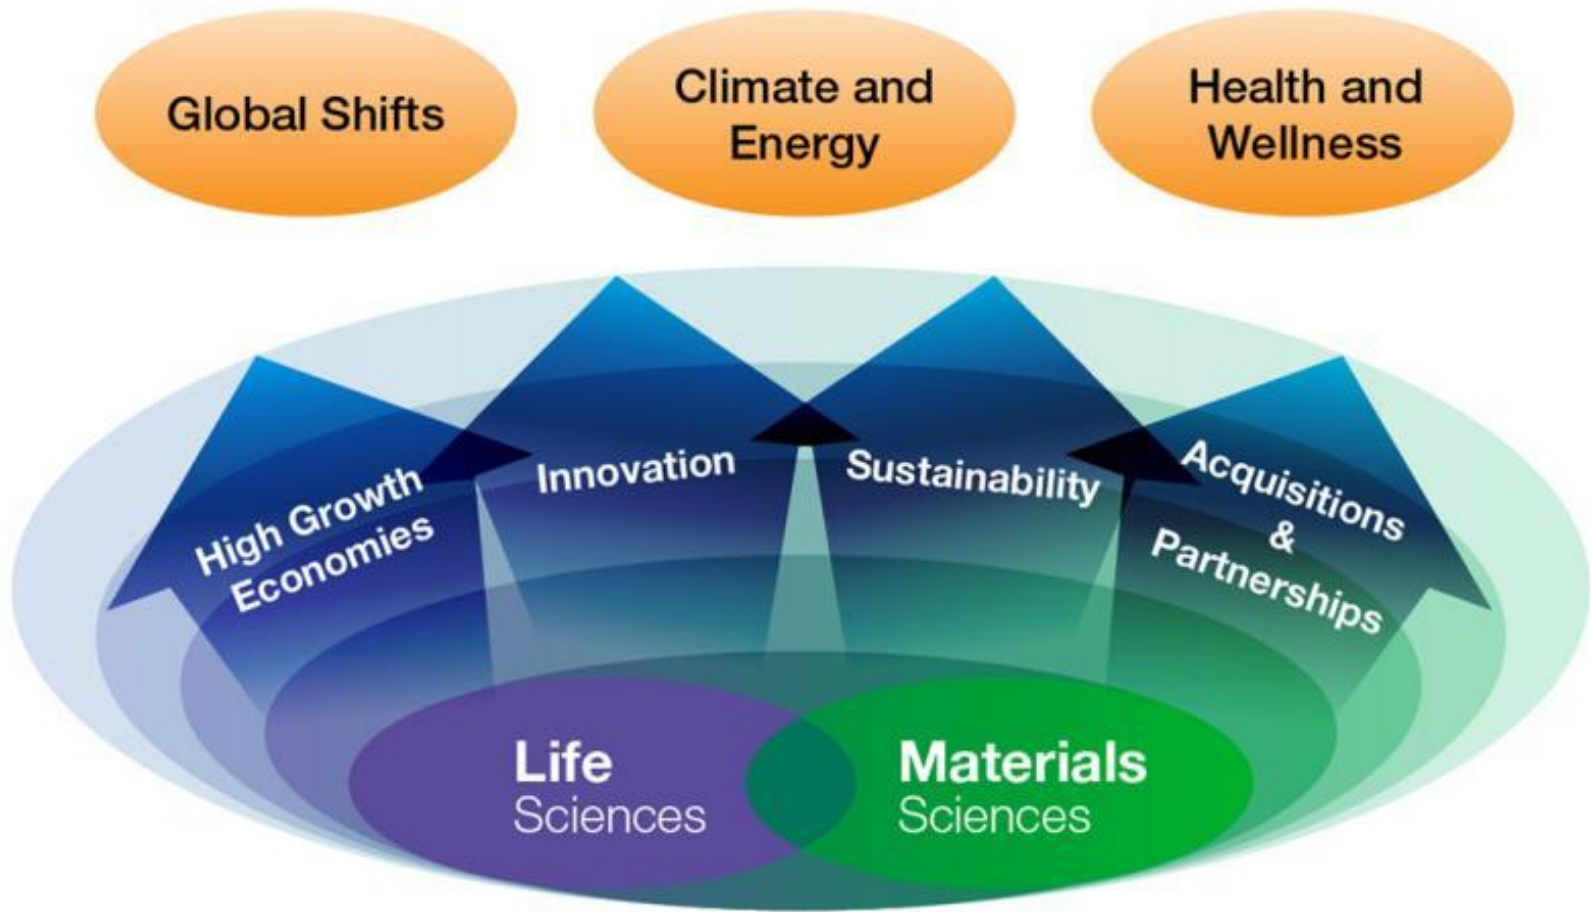 Global Shifts
Climate and
Energy
Health and
Wellness
High Growth
Economies
Innovation
Sustainability
Acquisitions
&
Partnerships
Life
Sciences
Materials
Sciences